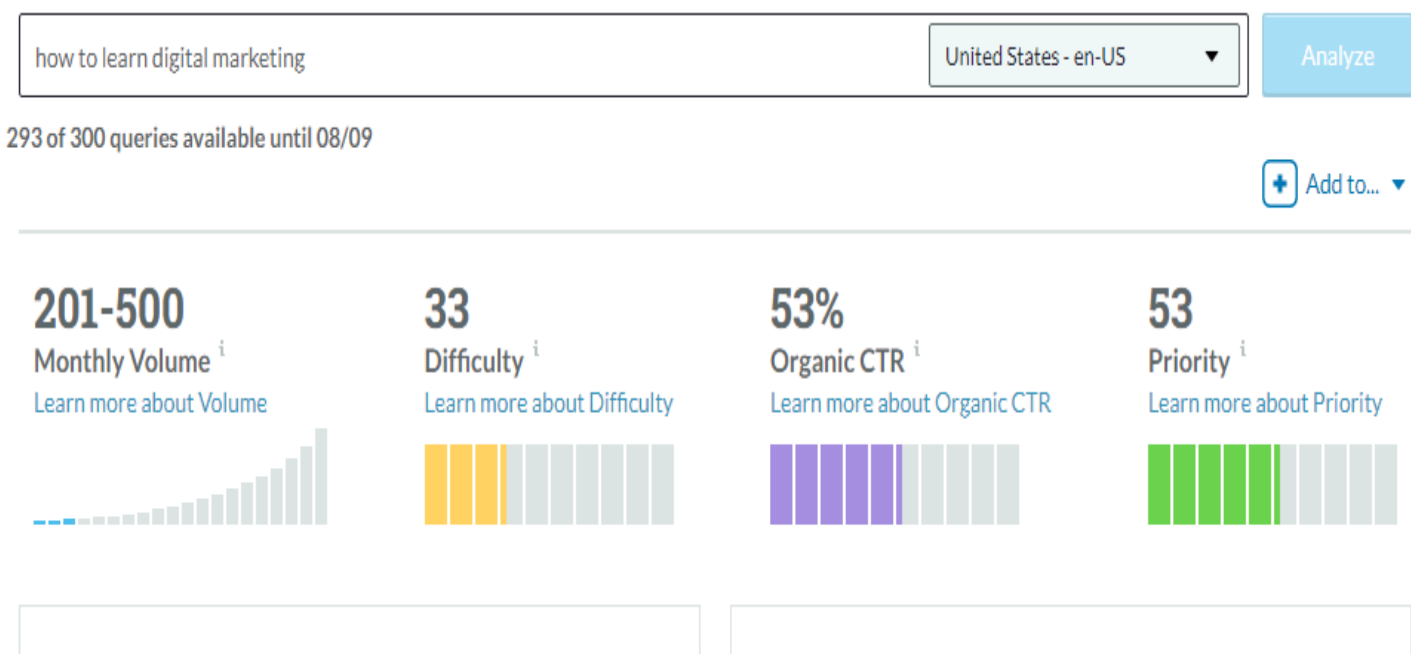 how to learn digital marketing United States - en-US Analyze
293 of 300 queries available until 08/09
Add to...
201-500 33 53% 53
Monthly Volume i Difficulty i Organic CTR i Priority i
Learn more about Volume Learn more about Difficulty Learn more about Organic CTR Learn more about Priority